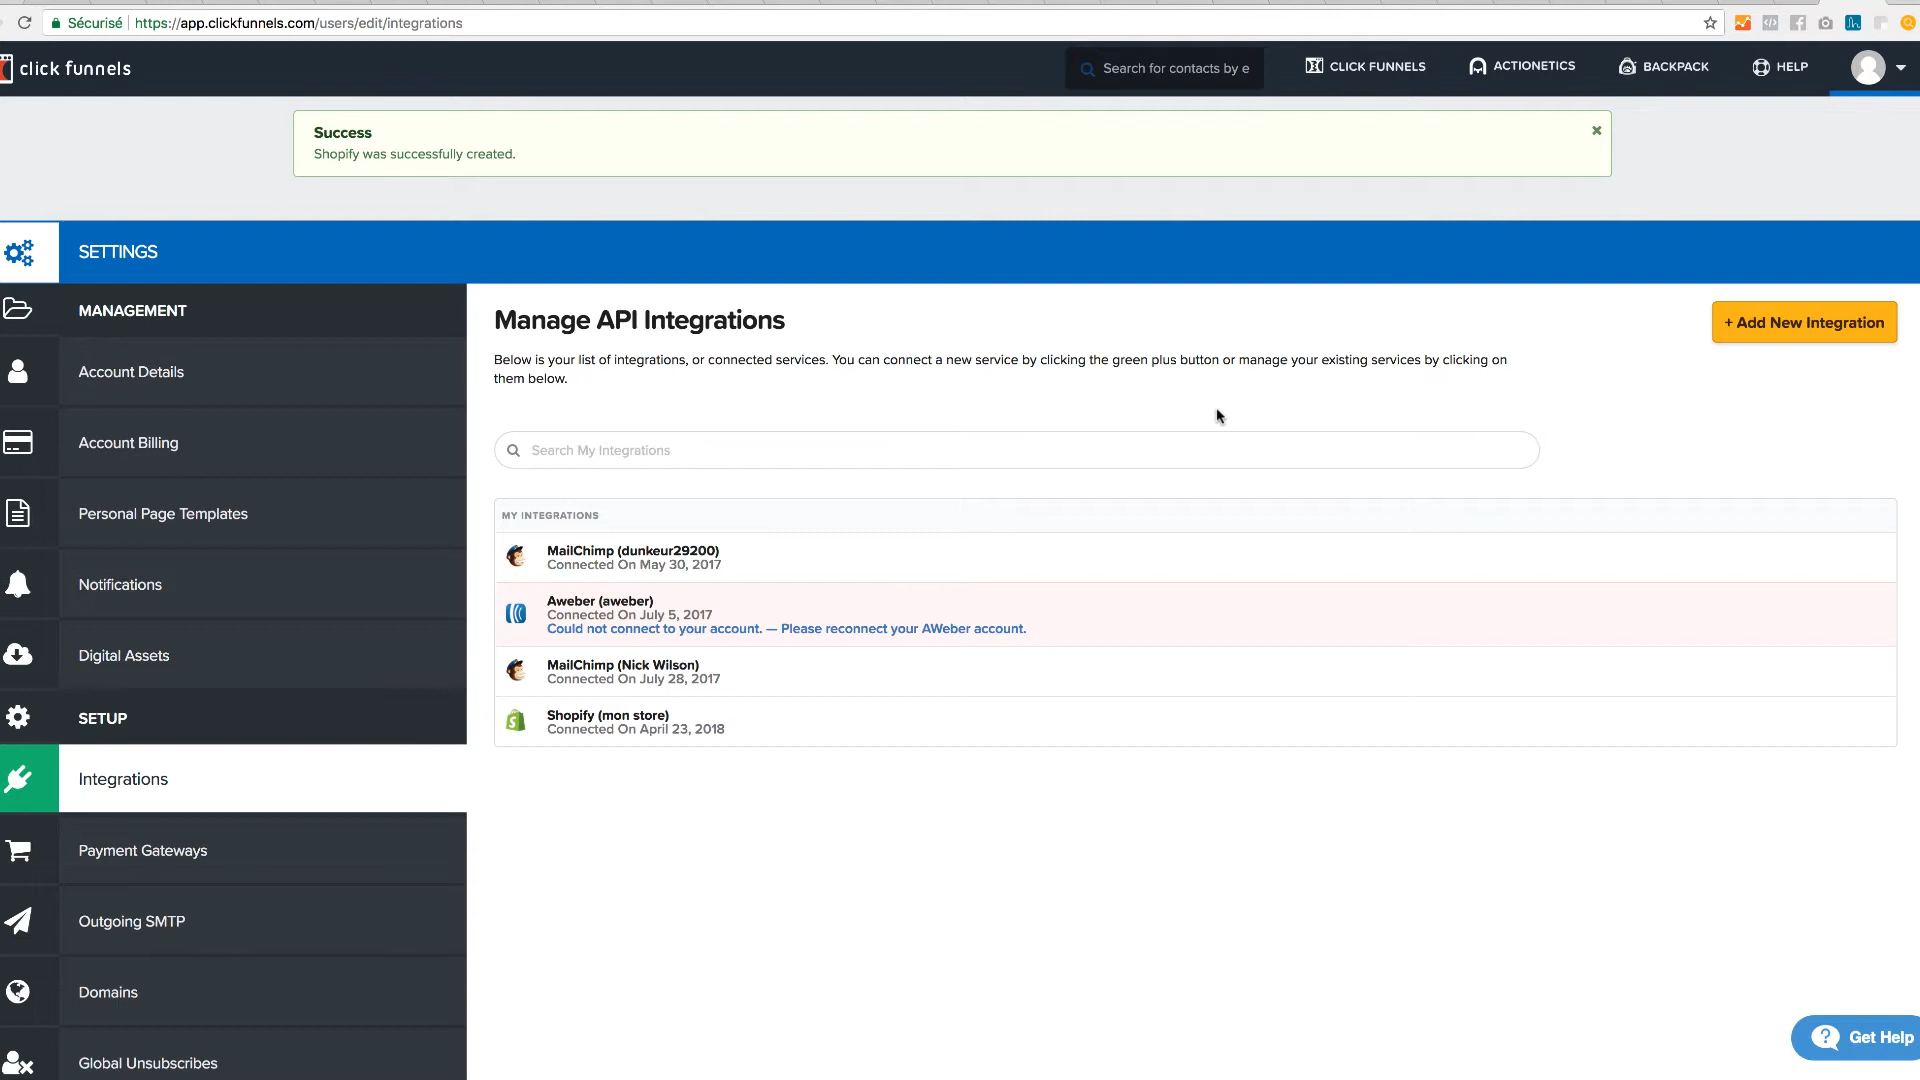 Sécurisé | https://app.clickfunnels.com/users/edit/integrations
click funnels
Search for contacts by e
CLICK FUNNELS
ACTIONETICS
BACKPACK
HELP
Success
×
Shopify was successfully created.
SETTINGS
MANAGEMENT
Account Details
Account Billing
Personal Page Templates
Notifications
Digital Assets
SETUP
Integrations
Payment Gateways
Outgoing SMTP
Domains
Global Unsubscribes
Manage API Integrations
+ Add New Integration
Below is your list of integrations, or connected services. You can connect a new service by clicking the green plus button or manage your existing services by clicking on
them below.
Search My Integrations
MY INTEGRATIONS
MailChimp (dunkeur29200)
Connected On May 30, 2017
Aweber (aweber)
Connected On July 5, 2017
Could not connect to your account. — Please reconnect your AWeber account.
MailChimp (Nick Wilson)
Connected On July 28, 2017
Shopify (mon store)
Connected On April 23, 2018
? Get Help